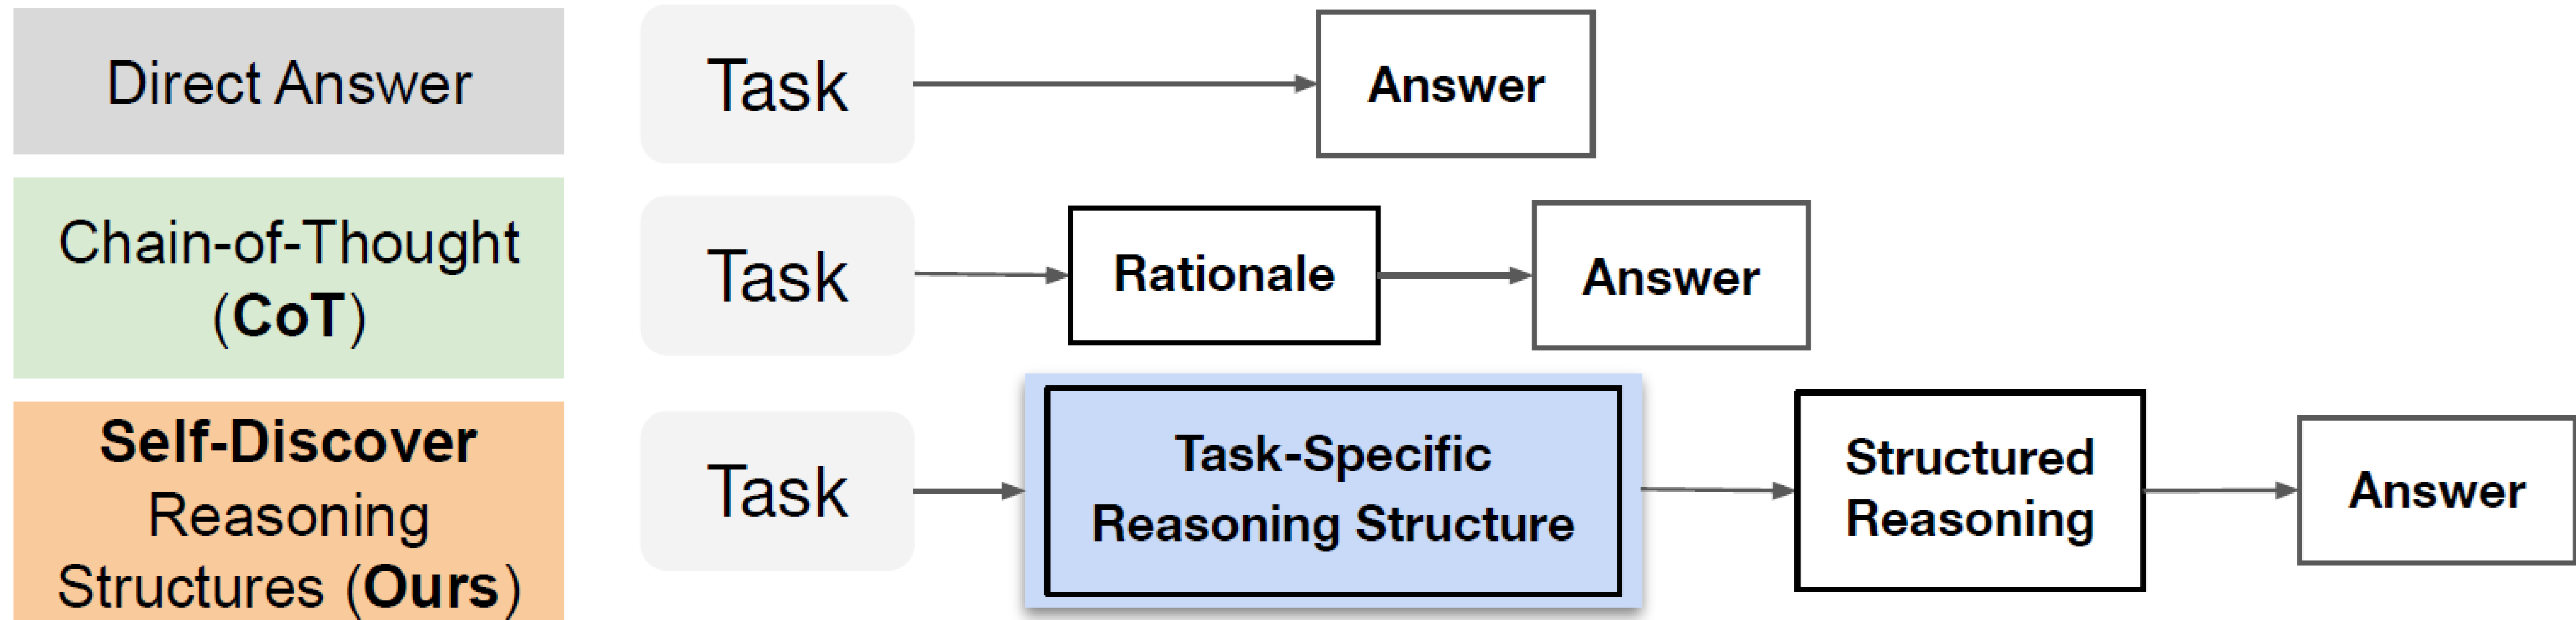 Direct Answer
Task
Answer
Chain-of-Thought
(CoT)
Task
Rationale
Answer
Self-Discover
Reasoning
Structures (Ours)
Task
Task-Specific
Reasoning Structure
Structured
Reasoning
Answer